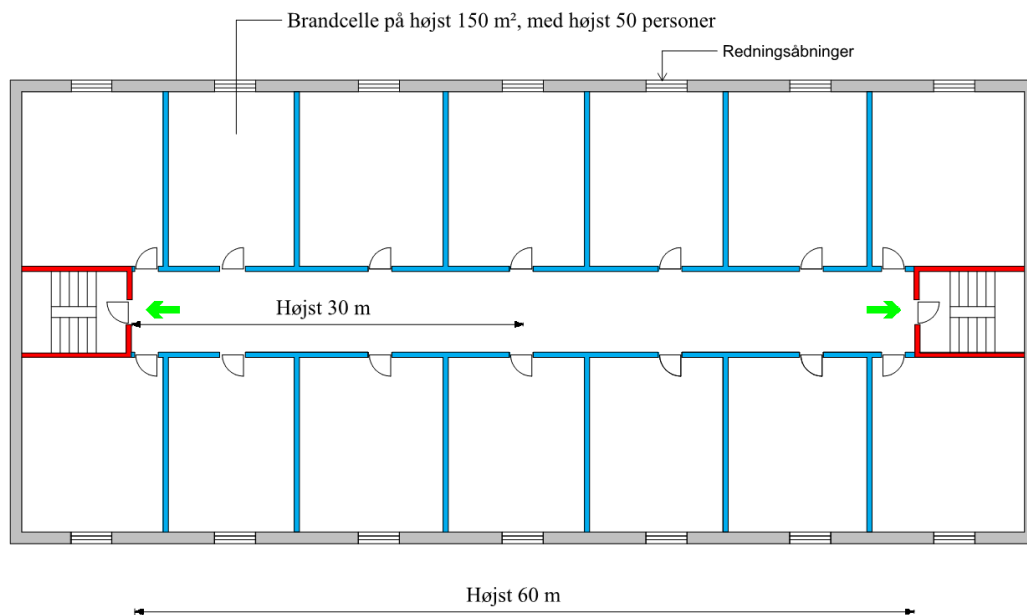 Brandcelle på højst 150 m², med højst 50 personer
Redningsåbninger
Højst 30 m
Højst 60 m